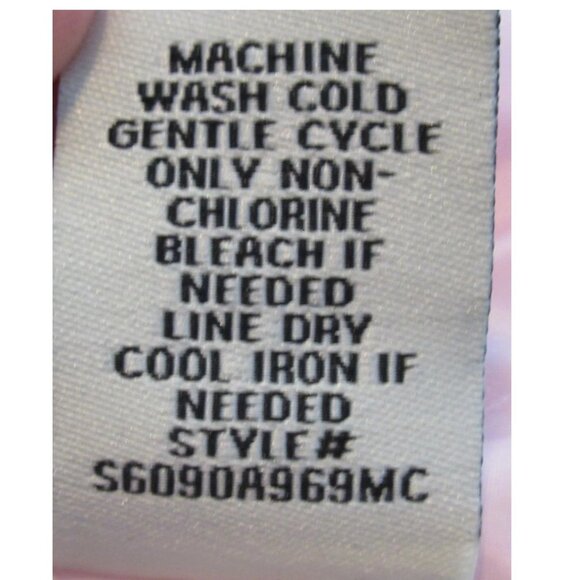 MACHINE
WASH COLD
GENTLE CYCLE
ONLY NON-
CHLORINE
BLEACH IF
NEEDED
LINE DRY
COOL IRON IF
NEEDED
STYLE#
S6090A969MC